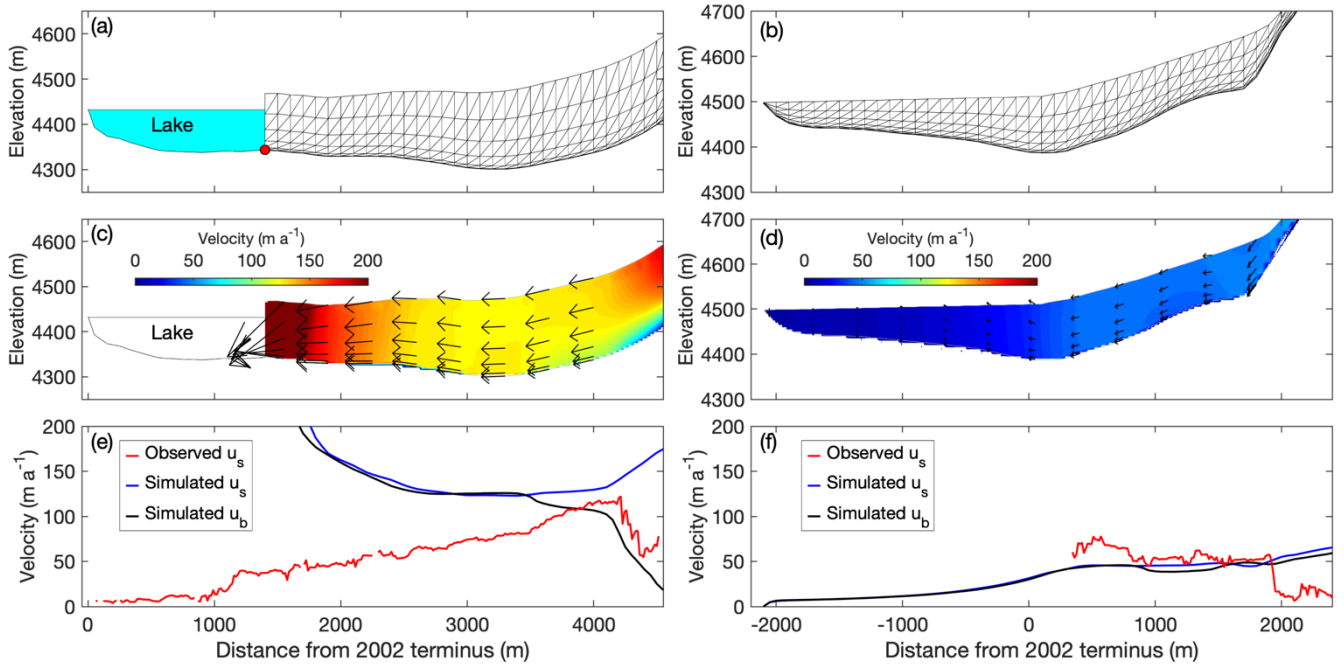 (a)
4600
4500
4400
4300
Elevation (m)
Lake
(b)
4700
4600
4500
4400
4300
Elevation (m)
(c)
Velocity (m a⁻¹)
0 50 100 150 200
4600
4500
4400
4300
Elevation (m)
Lake
(d)
Velocity (m a⁻¹)
0 50 100 150 200
4700
4600
4500
4400
4300
Elevation (m)
(e)
200
150
100
50
0
Velocity (m a⁻¹)
Observed u_s
Simulated u_s
Simulated u_b
0 1000 2000 3000 4000
Distance from 2002 terminus (m)
(f)
200
150
100
50
0
Velocity (m a⁻¹)
Observed u_s
Simulated u_s
Simulated u_b
-2000 -1000 0 1000 2000
Distance from 2002 terminus (m)